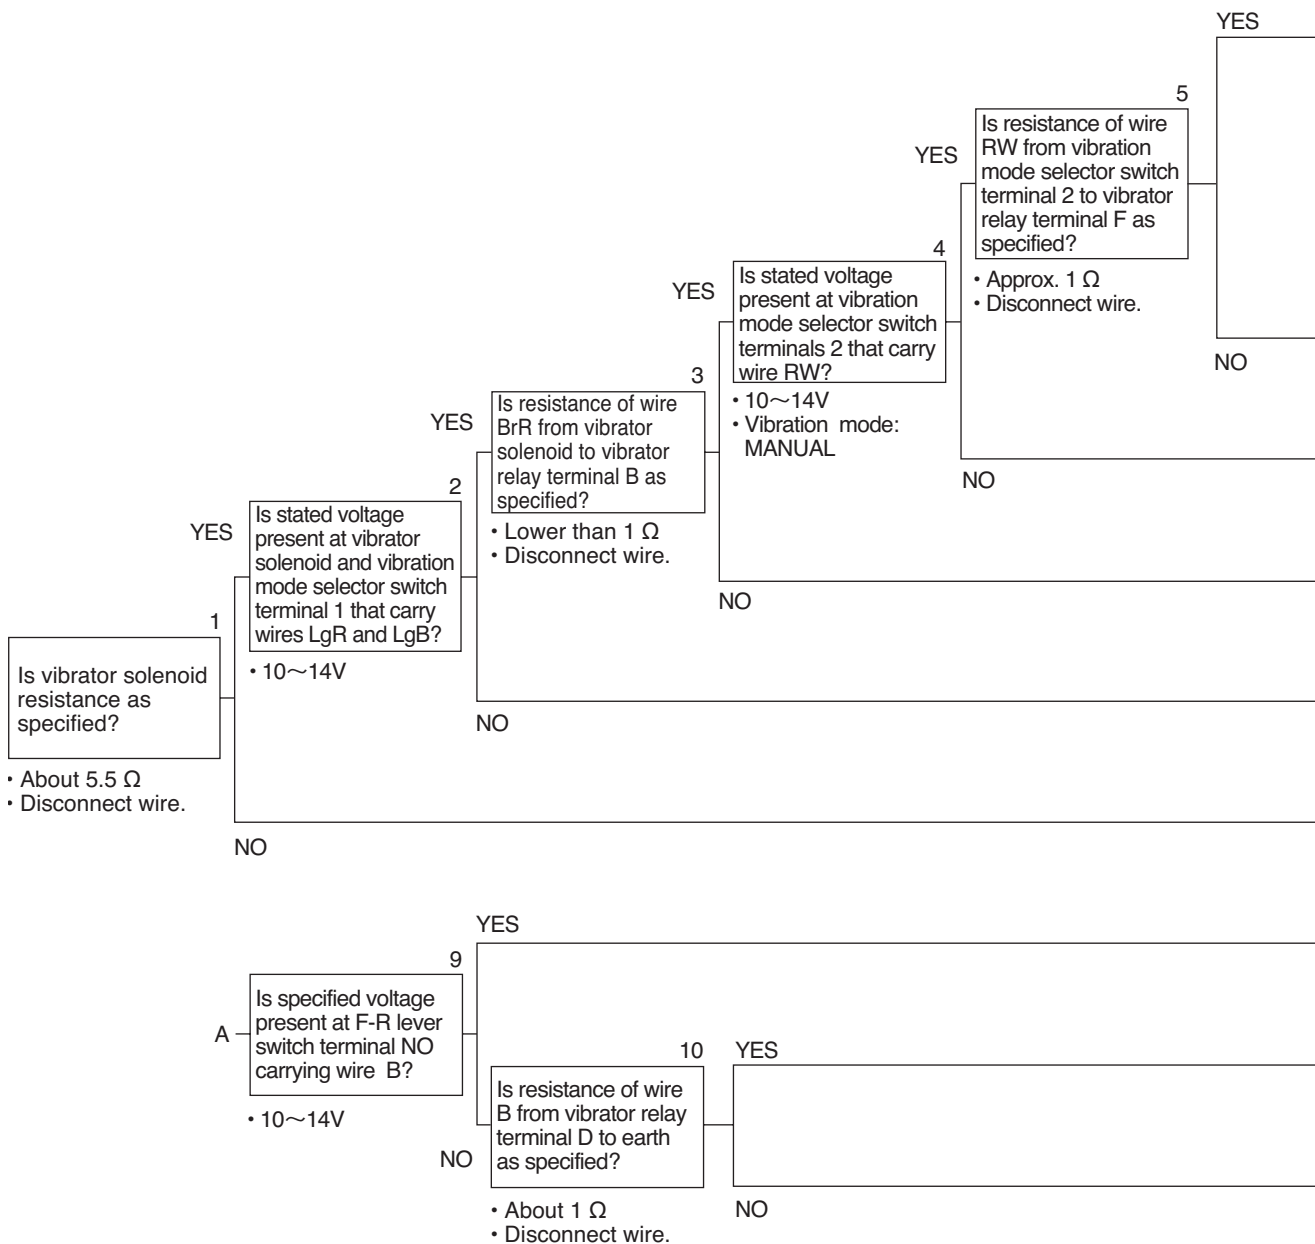 YES
5
Is resistance of wire
RW from vibration
mode selector switch
terminal 2 to vibrator
relay terminal F as
specified?
YES
• Approx. 1 Ω
• Disconnect wire.
NO
4
Is stated voltage
present at vibration
mode selector switch
terminals 2 that carry
wire RW?
YES
• 10～14V
• Vibration mode:
MANUAL
NO
3
Is resistance of wire
BrR from vibrator
solenoid to vibrator
relay terminal B as
specified?
YES
• Lower than 1 Ω
• Disconnect wire.
NO
2
Is stated voltage
present at vibrator
solenoid and vibration
mode selector switch
terminal 1 that carry
wires LgR and LgB?
YES
• 10～14V
NO
1
Is vibrator solenoid
resistance as
specified?
• About 5.5 Ω
• Disconnect wire.
NO
YES
9
A
Is specified voltage
present at F-R lever
switch terminal NO
carrying wire B?
• 10～14V
NO
10
YES
Is resistance of wire
B from vibrator relay
terminal D to earth
as specified?
• About 1 Ω
• Disconnect wire.
NO